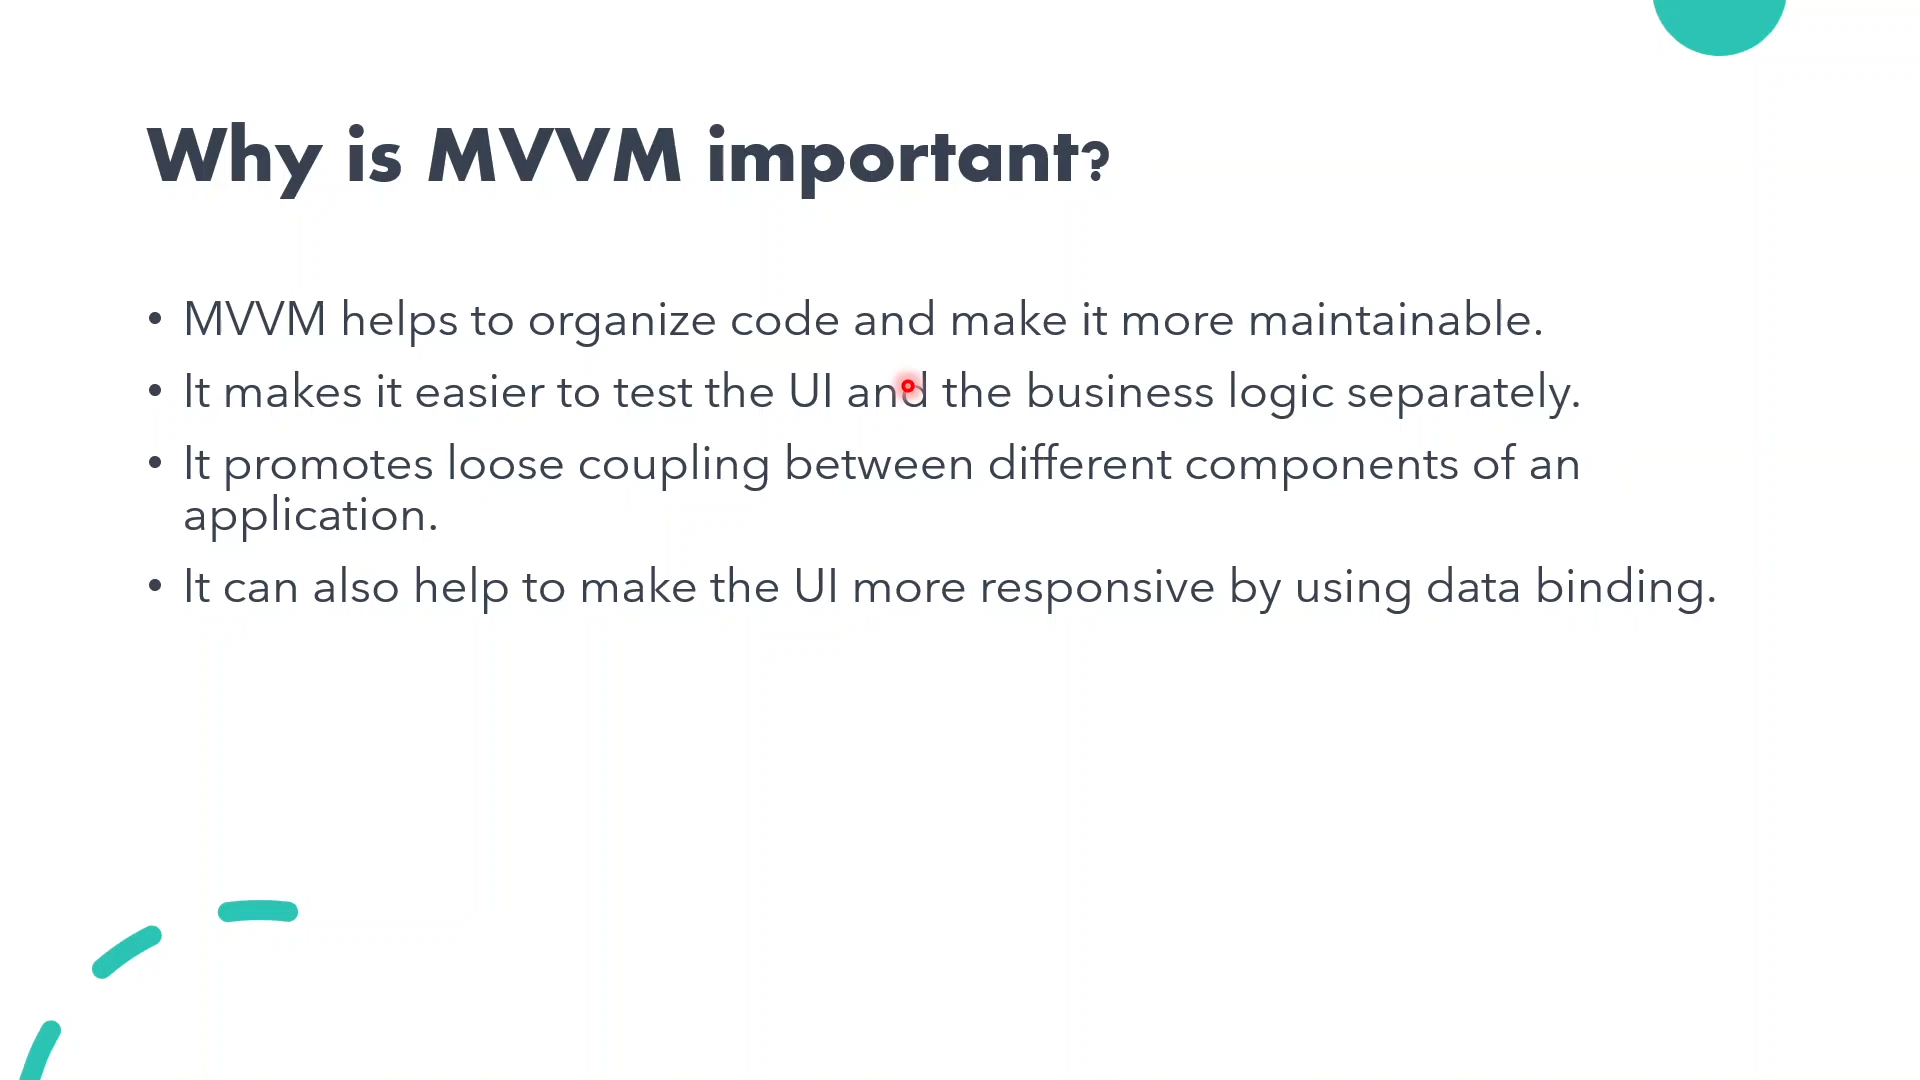 Why is MVVM important?
• MVVM helps to organize code and make it more maintainable.
• It makes it easier to test the UI and the business logic separately.
• It promotes loose coupling between different components of an
application.
• It can also help to make the UI more responsive by using data binding.